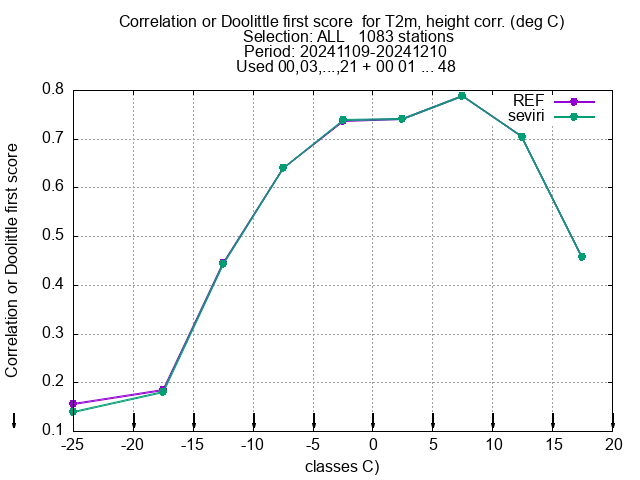 Correlation or Doolittle first score  for T2m, height corr. (deg C)
Selection: ALL   1083 stations
Period: 20241109-20241210
Used 00,03,...,21 + 00 01 ... 48
REF
seviri
Correlation or Doolittle first score
0.8
0.7
0.6
0.5
0.4
0.3
0.2
0.1
-25 -20 -15 -10 -5 0 5 10 15 20
classes C)